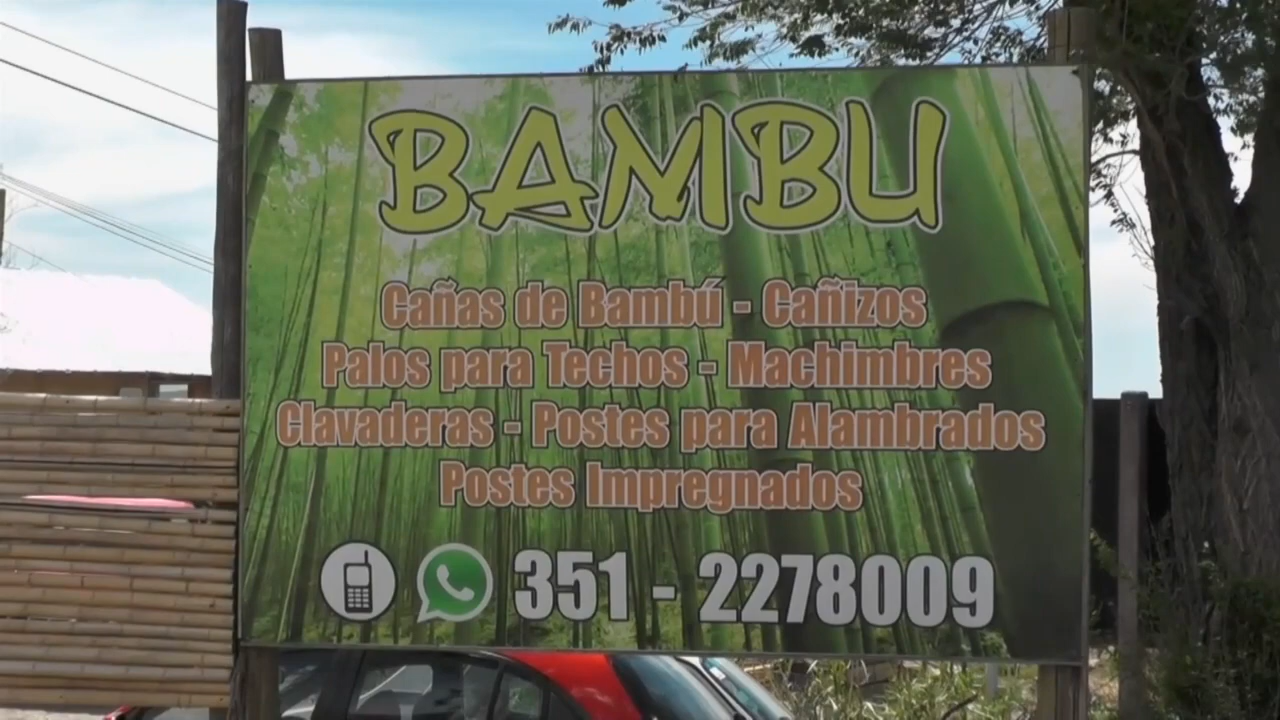 BAMBU
Cañas de Bambú - Cañizos
Palos para Techos - Machimbres
Clavaderas - Postes para Alambrados
Postes Impregnados
351 - 2278009